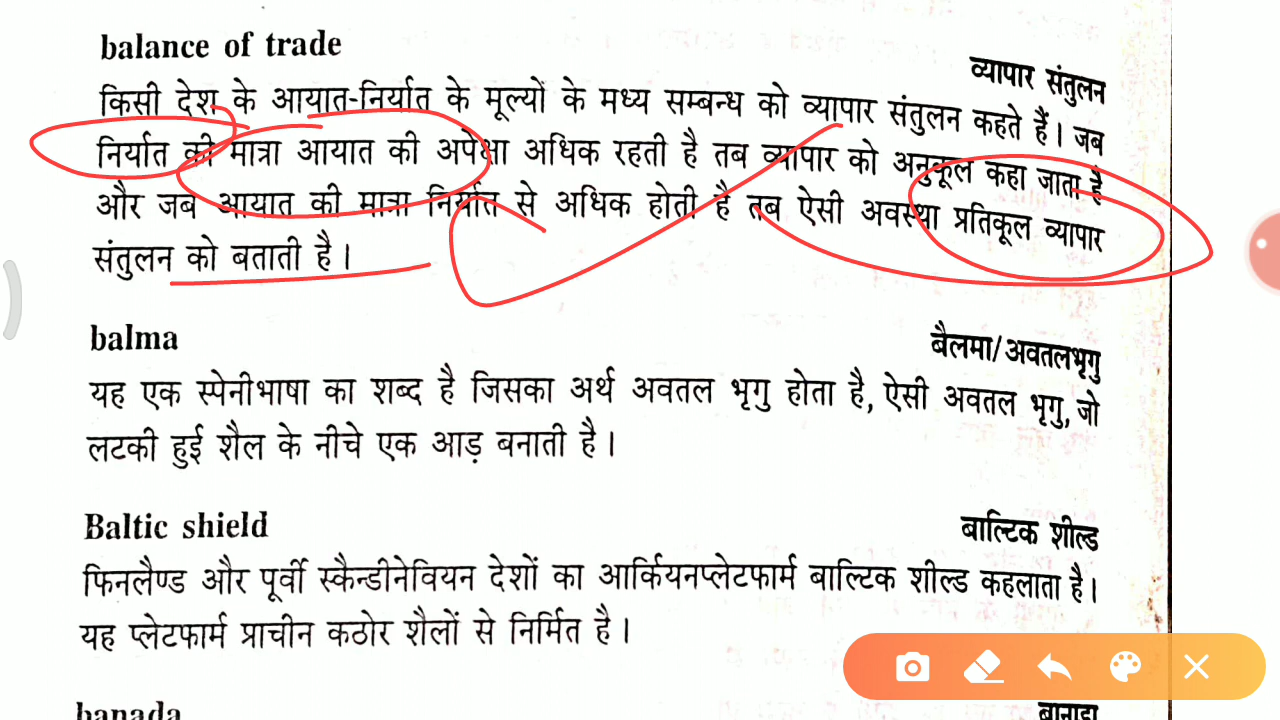 balance of trade
व्यापार संतुलन
किसी देश के आयात-निर्यात के मूल्यों के मध्य सम्बन्ध को व्यापार संतुलन कहते हैं। जब
निर्यात की मात्रा आयात की अपेक्षा अधिक रहती है तब व्यापार को अनुकूल कहा जाता है
और जब आयात की मात्रा निर्यात से अधिक होती है तब ऐसी अवस्था प्रतिकूल व्यापार
संतुलन को बताती है।
balma
बैलमा/अवतलभृगु
यह एक स्पेनीभाषा का शब्द है जिसका अर्थ अवतल भृगु होता है, ऐसी अवतल भृगु, जो
लटकी हुई शैल के नीचे एक आड़ बनाती है।
Baltic shield
बाल्टिक शील्ड
फिनलैण्ड और पूर्वी स्कैन्डीनेवियन देशों का आर्कियनप्लेटफार्म बाल्टिक शील्ड कहलाता है।
यह प्लेटफार्म प्राचीन कठोर शैलों से निर्मित है।
banada
बानाडा